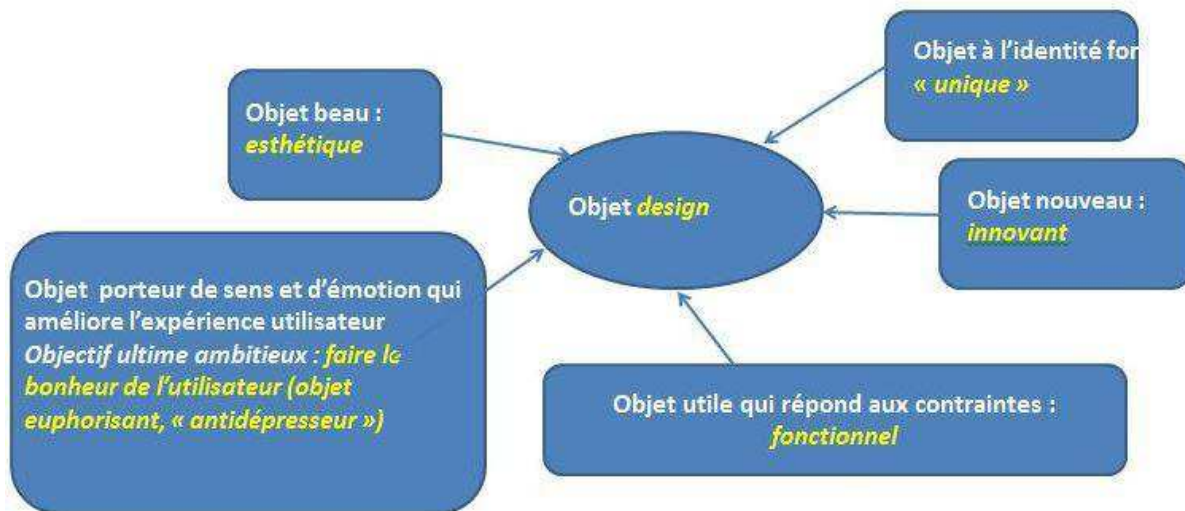 Objet à l'identité for
« unique »
Objet beau :
esthétique
Objet design
Objet nouveau :
innovant
Objet porteur de sens et d'émotion qui
améliore l'expérience utilisateur
Objectif ultime ambitieux : faire le
bonheur de l'utilisateur (objet
euphorisant, « antidépresseur »)
Objet utile qui répond aux contraintes :
fonctionnel